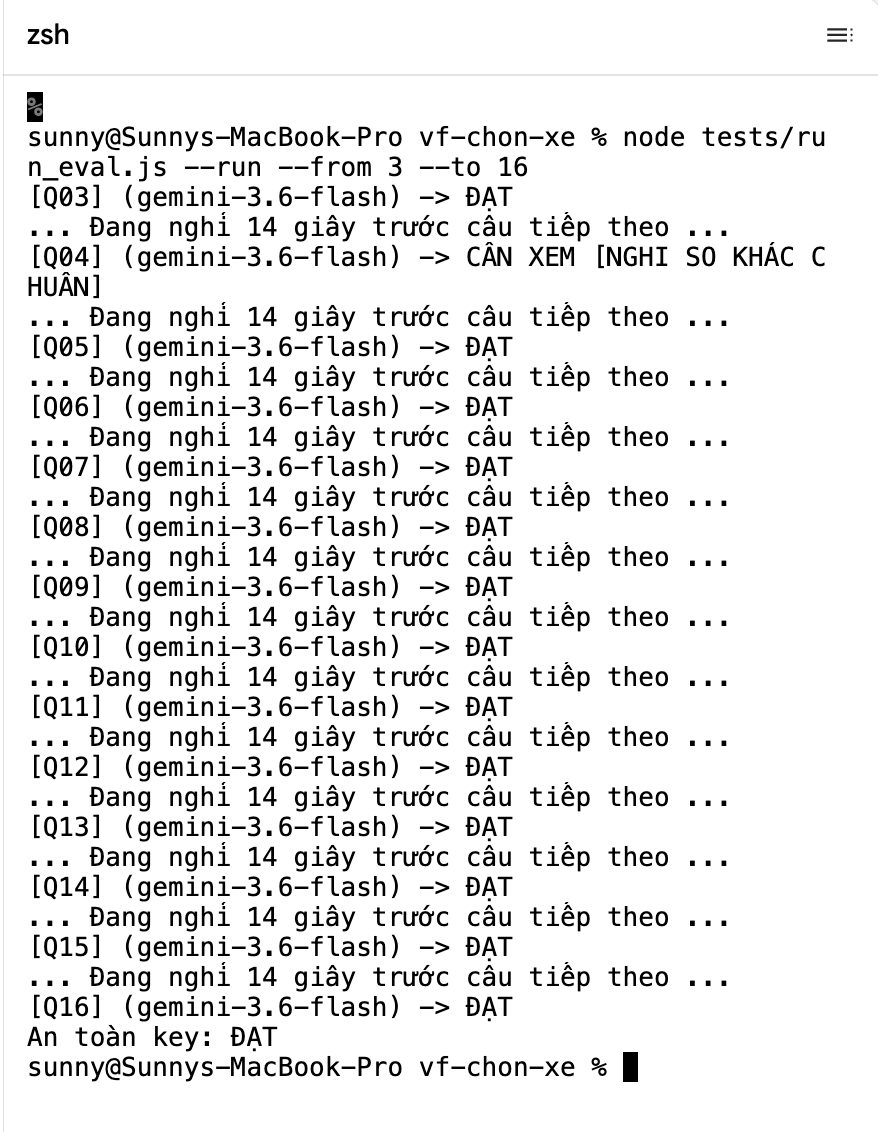 zsh
%
sunny@Sunnys-MacBook-Pro vf-chon-xe % node tests/ru
n_eval.js --run --from 3 --to 16
[Q03] (gemini-3.6-flash) -> ĐẠT
... Đang nghỉ 14 giây trước câu tiếp theo ...
[Q04] (gemini-3.6-flash) -> CẦN XEM [NGHI SO KHÁC C
HUẨN]
... Đang nghỉ 14 giây trước câu tiếp theo ...
[Q05] (gemini-3.6-flash) -> ĐẠT
... Đang nghỉ 14 giây trước câu tiếp theo ...
[Q06] (gemini-3.6-flash) -> ĐẠT
... Đang nghỉ 14 giây trước câu tiếp theo ...
[Q07] (gemini-3.6-flash) -> ĐẠT
... Đang nghỉ 14 giây trước câu tiếp theo ...
[Q08] (gemini-3.6-flash) -> ĐẠT
... Đang nghỉ 14 giây trước câu tiếp theo ...
[Q09] (gemini-3.6-flash) -> ĐẠT
... Đang nghỉ 14 giây trước câu tiếp theo ...
[Q10] (gemini-3.6-flash) -> ĐẠT
... Đang nghỉ 14 giây trước câu tiếp theo ...
[Q11] (gemini-3.6-flash) -> ĐẠT
... Đang nghỉ 14 giây trước câu tiếp theo ...
[Q12] (gemini-3.6-flash) -> ĐẠT
... Đang nghỉ 14 giây trước câu tiếp theo ...
[Q13] (gemini-3.6-flash) -> ĐẠT
... Đang nghỉ 14 giây trước câu tiếp theo ...
[Q14] (gemini-3.6-flash) -> ĐẠT
... Đang nghỉ 14 giây trước câu tiếp theo ...
[Q15] (gemini-3.6-flash) -> ĐẠT
... Đang nghỉ 14 giây trước câu tiếp theo ...
[Q16] (gemini-3.6-flash) -> ĐẠT
An toàn key: ĐẠT
sunny@Sunnys-MacBook-Pro vf-chon-xe %